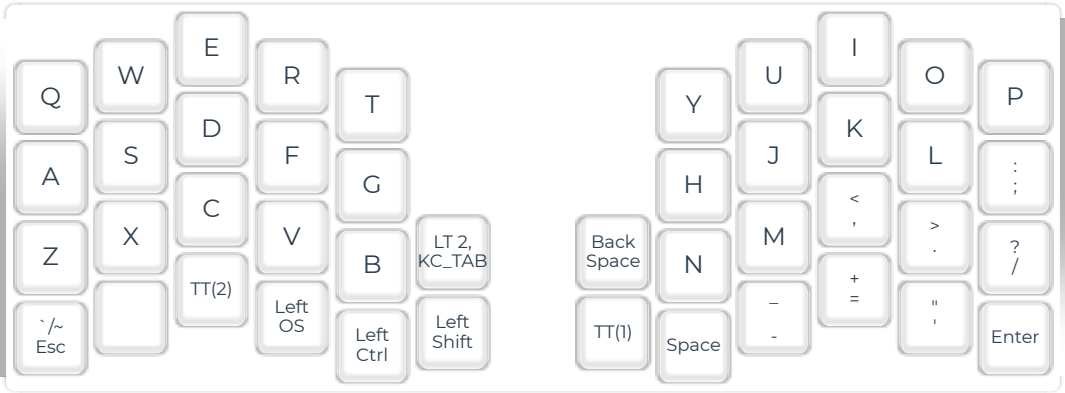 Q
W
E
R
T
Y
U
I
O
P
A
S
D
F
G
H
J
K
L
:
;
Z
X
C
V
B
LT 2,
KC_TAB
Back
Space
N
M
<
,
>
.
?
/
`/~
Esc
TT(2)
Left
OS
Left
Ctrl
Left
Shift
TT(1)
Space
_
-
+
=
"
'
Enter